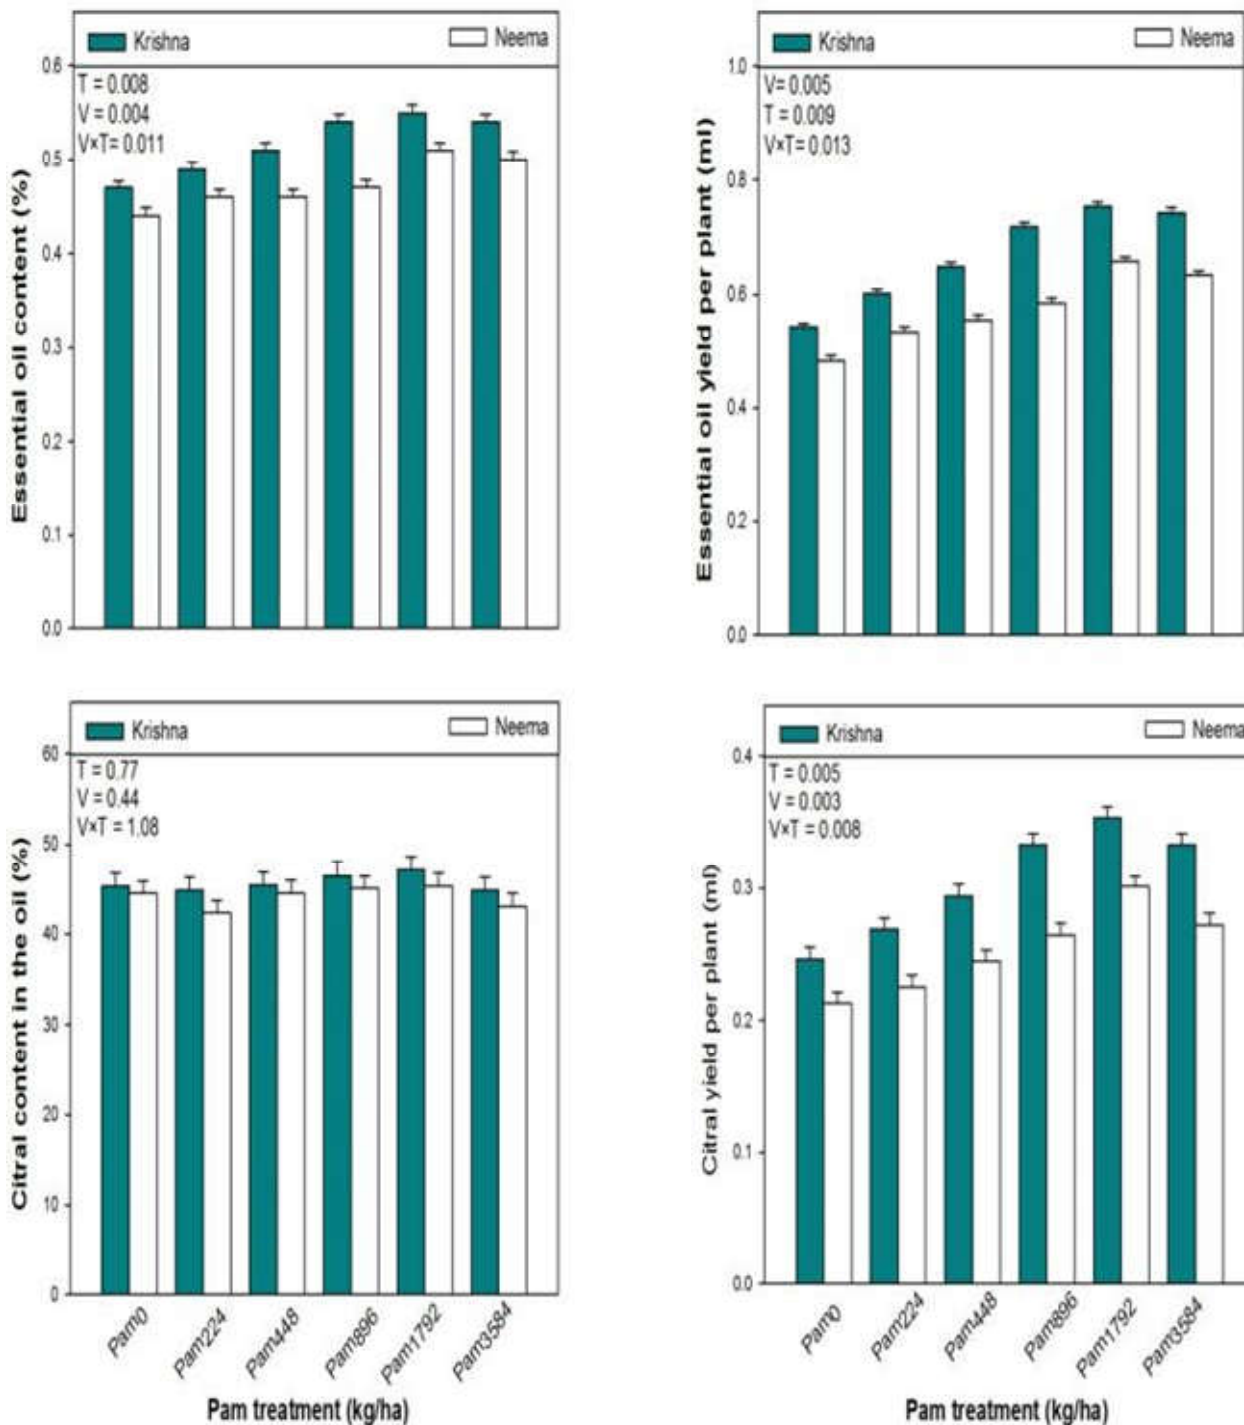 Krishna
Neema
T = 0.008
V = 0.004
V×T= 0.011
0.6
0.5
0.4
0.3
0.2
0.1
0.0
Essential oil content (%)
Krishna
Neema
V= 0.005
T = 0.009
V×T= 0.013
1.0
0.8
0.6
0.4
0.2
0.0
Essential oil yield per plant (ml)
Krishna
Neema
T = 0.77
V = 0.44
V×T = 1.08
60
50
40
30
20
10
0
Citral content in the oil (%)
Pam0
Pam224
Pam448
Pam896
Pam1792
Pam3584
Pam treatment (kg/ha)
Krishna
Neema
T = 0.005
V = 0.003
V×T = 0.008
0.4
0.3
0.2
0.1
0.0
Citral yield per plant (ml)
Pam0
Pam224
Pam448
Pam896
Pam1792
Pam3584
Pam treatment (kg/ha)